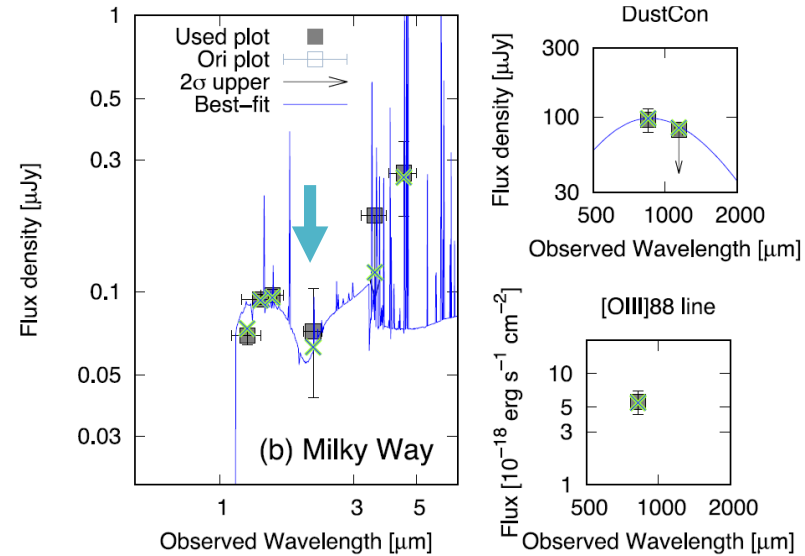 Flux density [μJy]
1
0.5
0.3
0.1
0.05
0.03
Used plot
Ori plot
2σ upper
Best−fit
(b) Milky Way
1
3
5
Observed Wavelength [μm]
DustCon
Flux density [μJy]
300
100
30
500
1000
2000
Observed Wavelength [μm]
[OIII]88 line
Flux [10⁻¹⁸ erg s⁻¹ cm⁻²]
10
5
3
1
500
1000
2000
Observed Wavelength [μm]